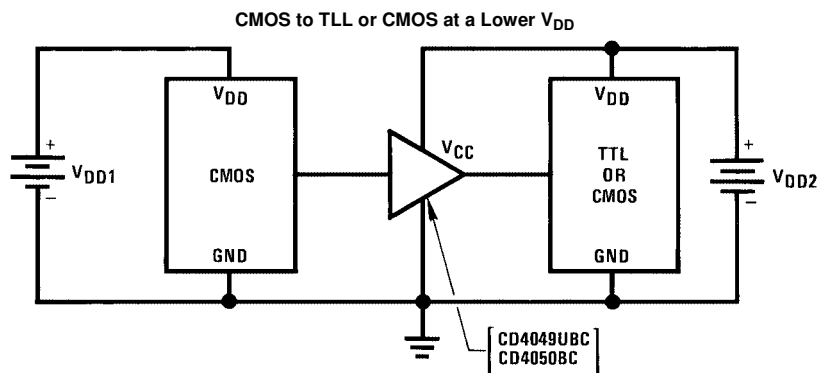 CMOS to TLL or CMOS at a Lower VDD
VDD
VDD
VCC
+
VDD1
−
CMOS
TTL
OR
CMOS
+
VDD2
−
GND
GND
CD4049UBC
CD4050BC